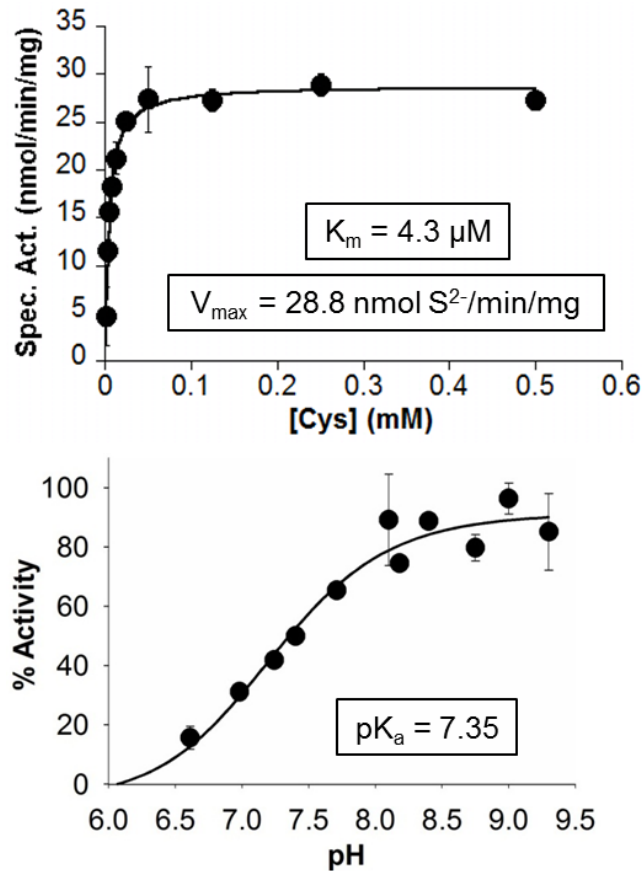 Spec. Act. (nmol/min/mg)
35
30
25
20
15
10
5
0
K_m = 4.3 µM
V_max = 28.8 nmol S²⁻/min/mg
0 0.1 0.2 0.3 0.4 0.5 0.6
[Cys] (mM)
% Activity
100
80
60
40
20
0
pK_a = 7.35
6.0 6.5 7.0 7.5 8.0 8.5 9.0 9.5
pH